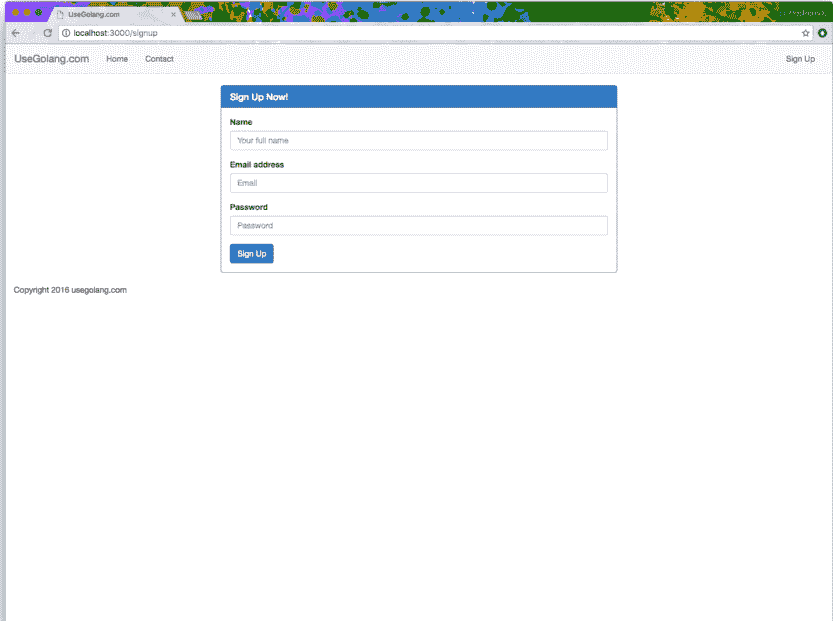 UseGolang.com
localhost:3000/signup
UseGolang.com Home Contact Sign Up
Sign Up Now!
Name
Your full name
Email address
Email
Password
Password
Sign Up
Copyright 2016 usegolang.com